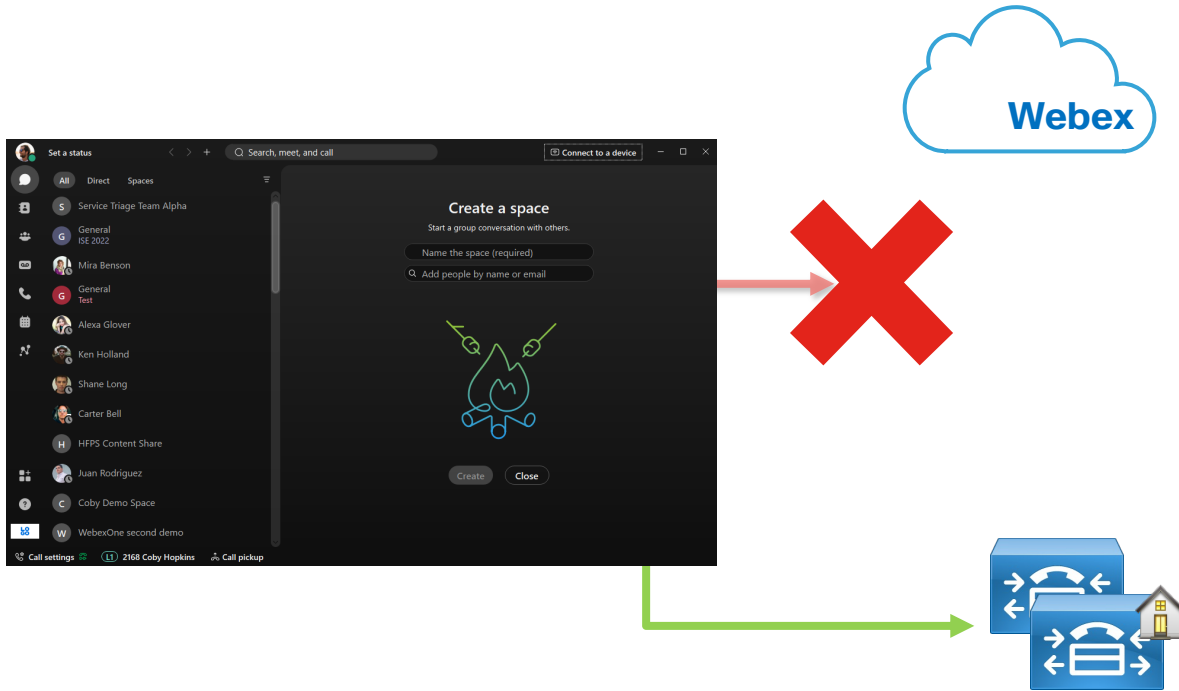 Webex
Set a status
Search, meet, and call
Connect to a device
All Direct Spaces
S Service Triage Team Alpha
G General
ISE 2022
Mira Benson
G General
Test
Alexa Glover
Ken Holland
Shane Long
Carter Bell
H HFPS Content Share
Juan Rodriguez
C Coby Demo Space
W WebexOne second demo
Create a space
Start a group conversation with others.
Name the space (required)
Add people by name or email
Create Close
Call settings L1 2168 Coby Hopkins Call pickup